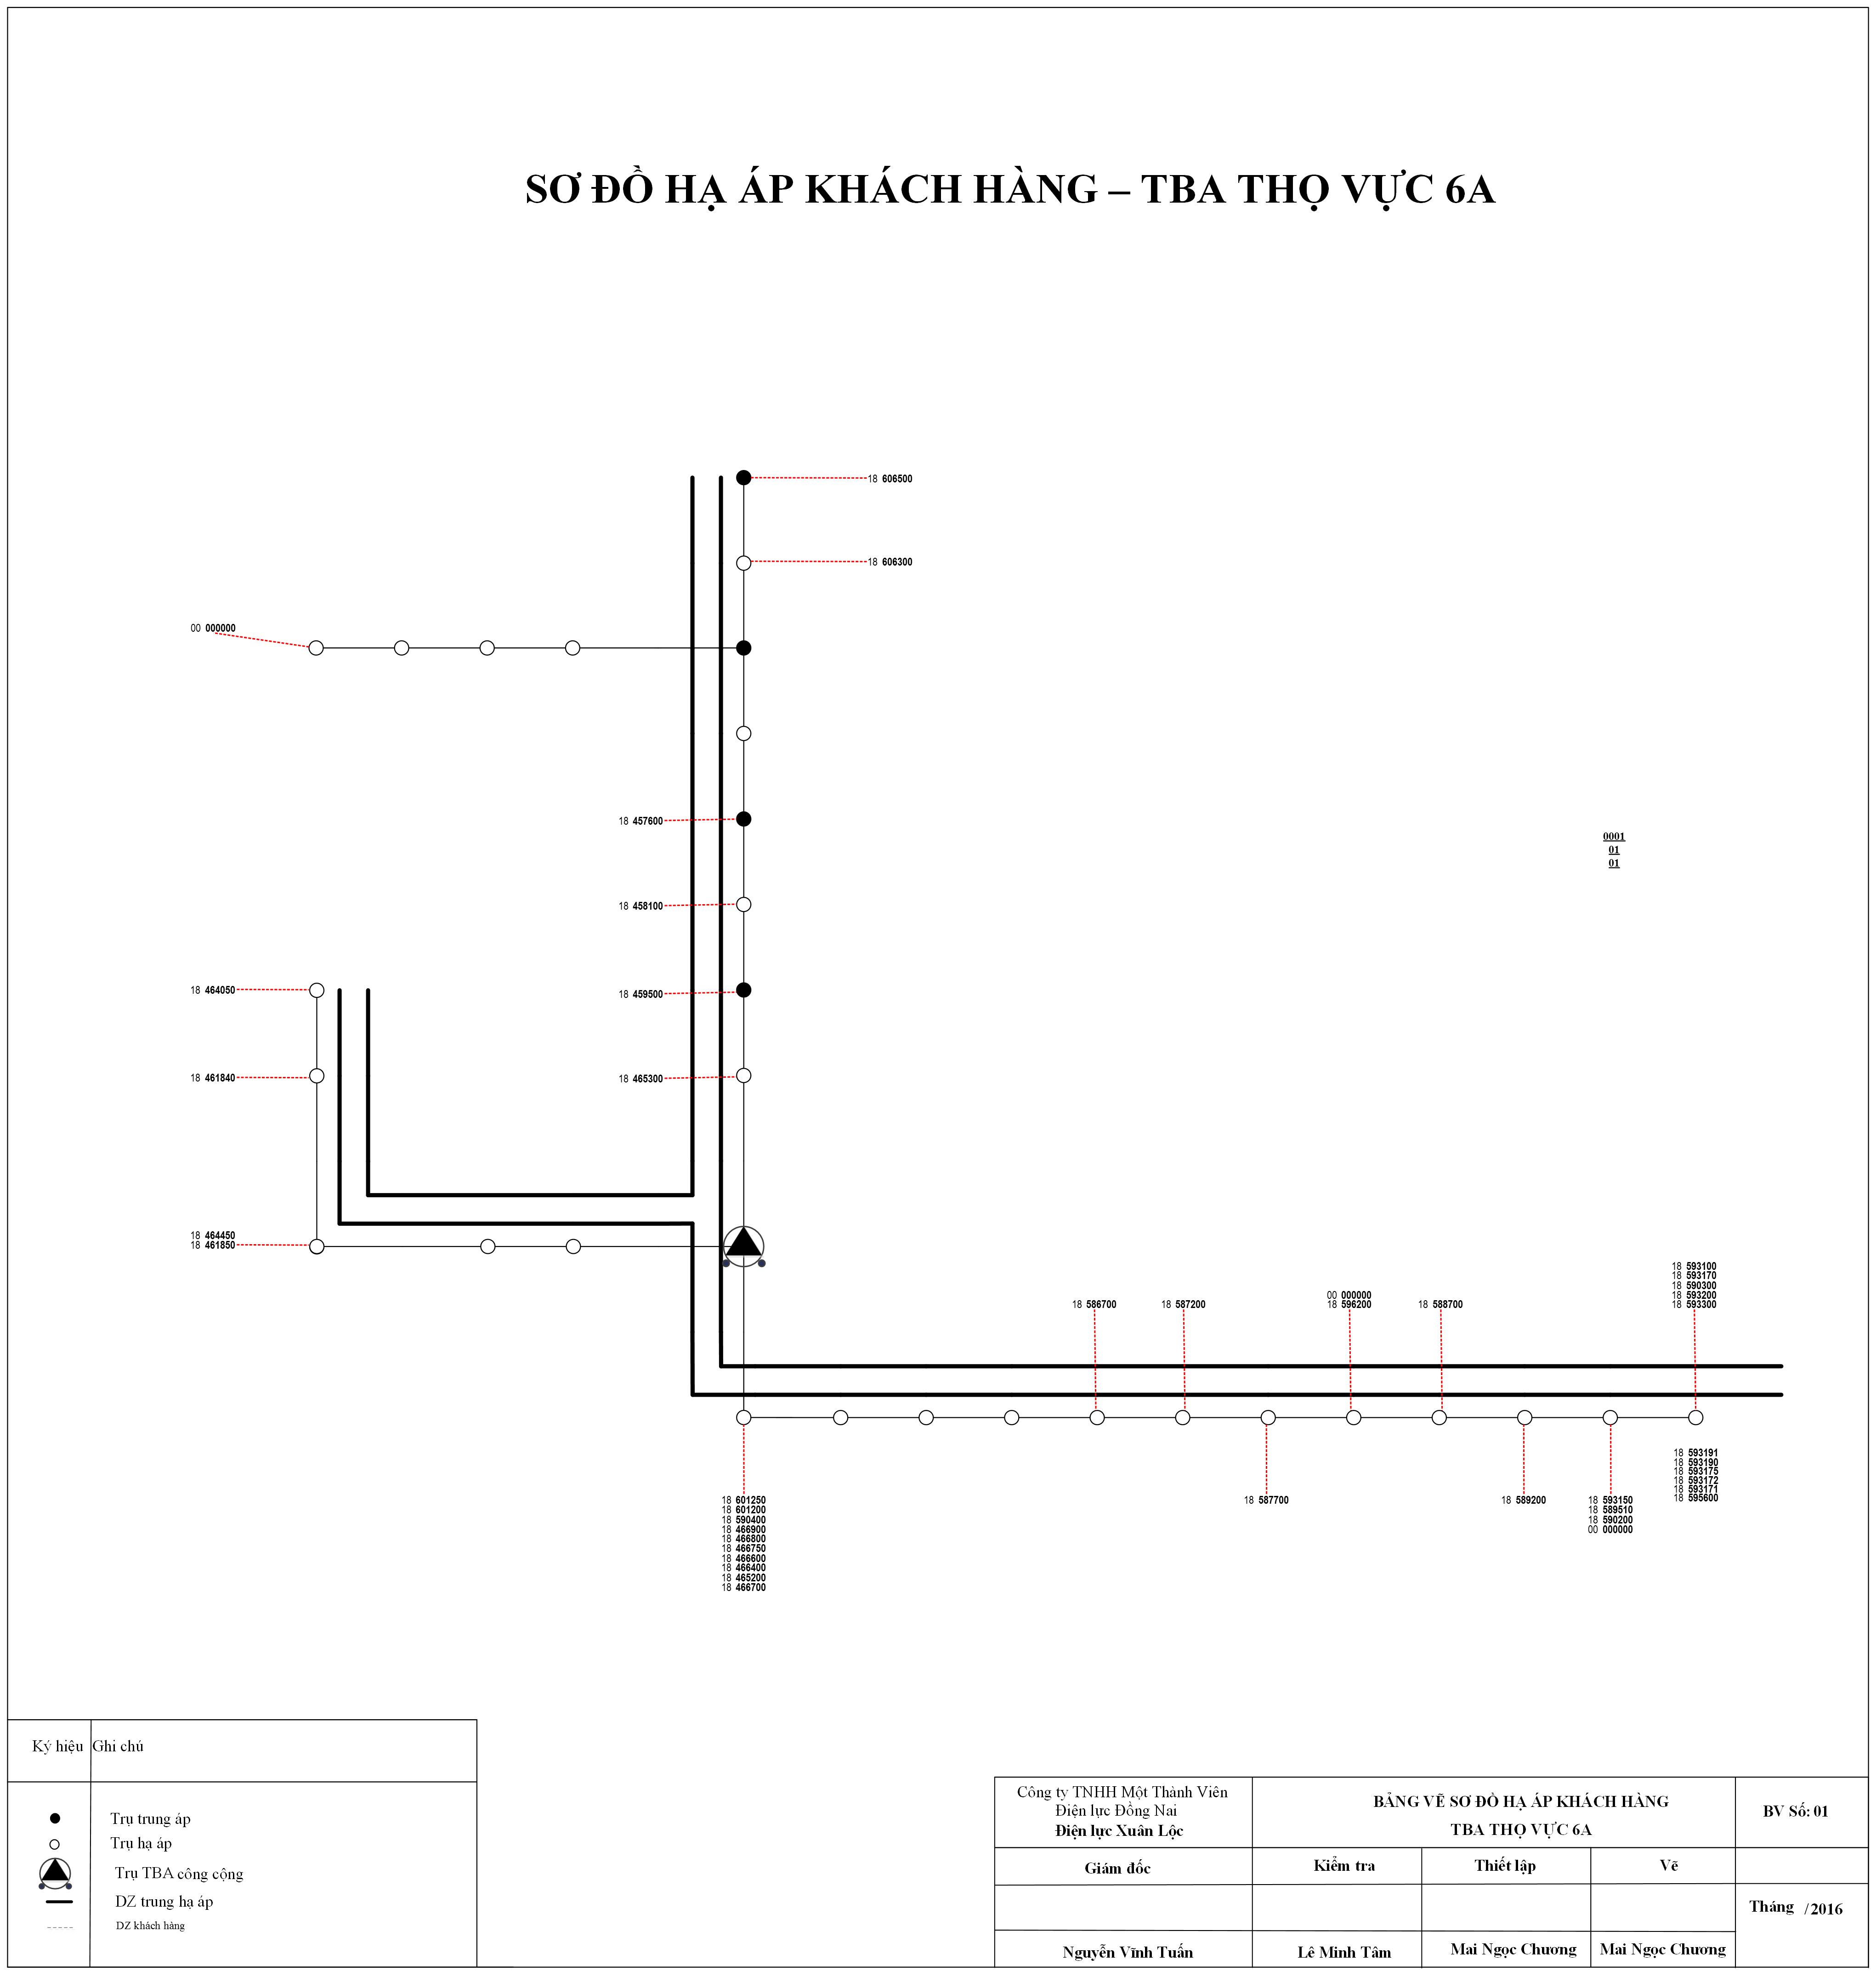 SƠ ĐỒ HẠ ÁP KHÁCH HÀNG – TBA THỌ VỰC 6A
18 606500
18 606300
00 000000
18 457600
0001
01
01
18 458100
18 464050
18 459500
18 461840
18 465300
18 464450
18 461850
18 586700
18 587200
00 000000
18 596200
18 588700
18 593100
18 593170
18 590300
18 593200
18 593300
18 593191
18 593190
18 593175
18 593172
18 593171
18 595600
18 601250
18 601200
18 590400
18 466900
18 466800
18 466750
18 466600
18 466400
18 465200
18 466700
18 587700
18 589200
18 593150
18 589510
18 590200
00 000000
Ký hiệu Ghi chú
Trụ trung áp
Trụ hạ áp
Trụ TBA công cộng
DZ trung hạ áp
DZ khách hàng
Công ty TNHH Một Thành Viên
Điện lực Đồng Nai
Điện lực Xuân Lộc
BẢNG VẼ SƠ ĐỒ HẠ ÁP KHÁCH HÀNG
TBA THỌ VỰC 6A
BV Số: 01
Giám đốc Kiểm tra Thiết lập Vẽ
Tháng /2016
Nguyễn Vĩnh Tuấn Lê Minh Tâm Mai Ngọc Chương Mai Ngọc Chương